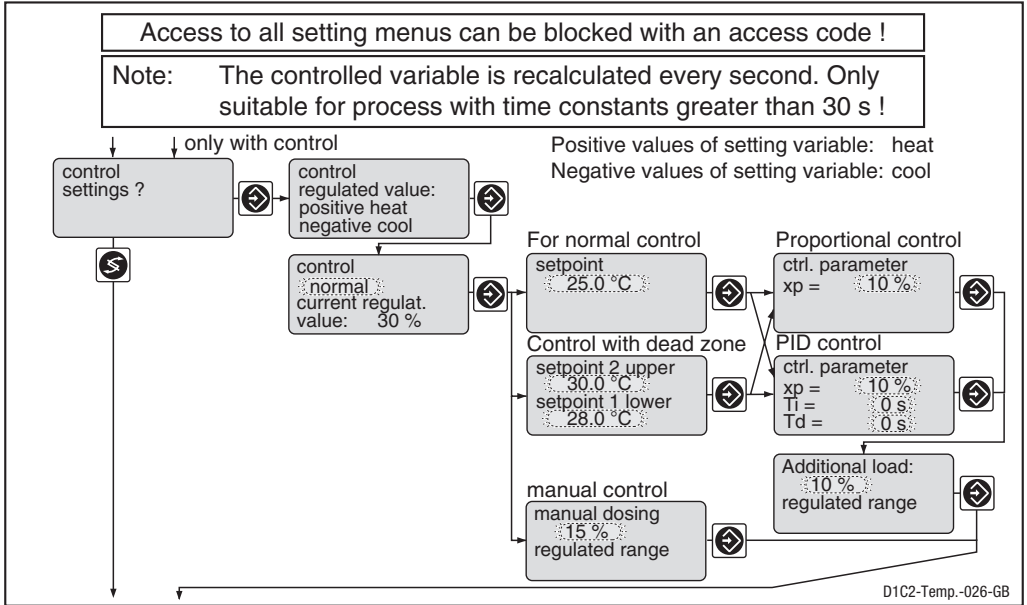 Access to all setting menus can be blocked with an access code !
Note: The controlled variable is recalculated every second. Only
suitable for process with time constants greater than 30 s !
only with control
Positive values of setting variable: heat
Negative values of setting variable: cool
control
settings ?
control
regulated value:
positive heat
negative cool
control
normal
current regulat.
value: 30 %
For normal control
setpoint
25.0 °C
Proportional control
ctrl. parameter
xp = 10 %
Control with dead zone
setpoint 2 upper
30.0 °C
setpoint 1 lower
28.0 °C
PID control
ctrl. parameter
xp = 10 %
Ti = 0 s
Td = 0 s
Additional load:
10 %
regulated range
manual control
manual dosing
15 %
regulated range
D1C2-Temp.-026-GB